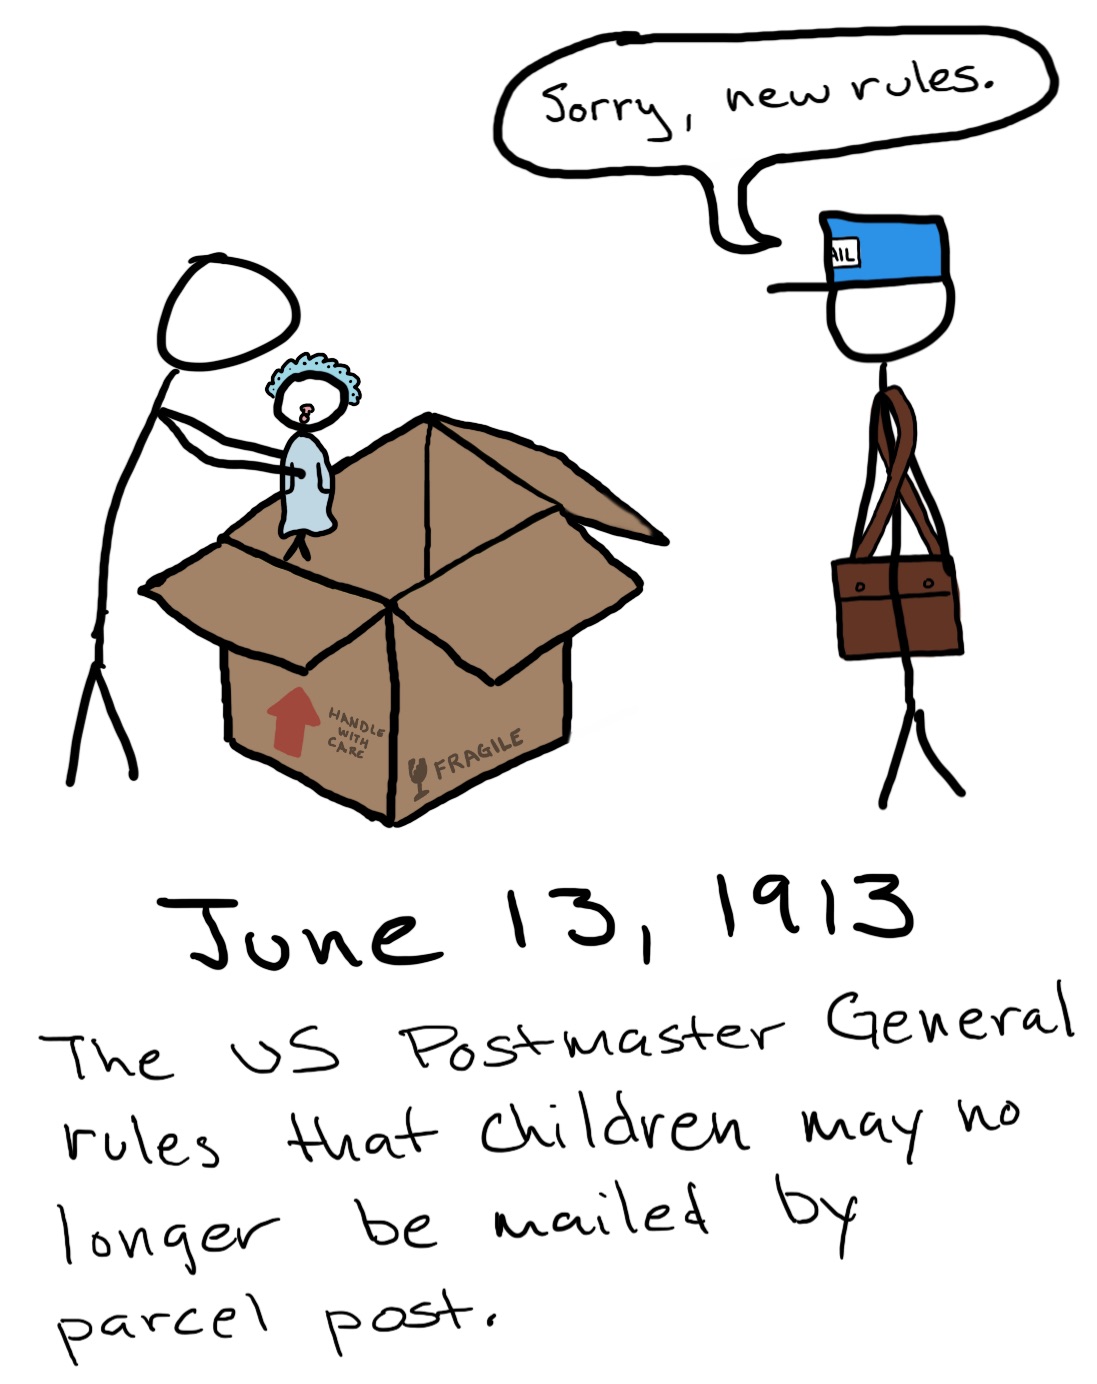 Sorry, new rules.
AIL
HANDLE
WITH
CARE
FRAGILE
June 13, 1913
The US Postmaster General
rules that children may no
longer be mailed by
parcel post.